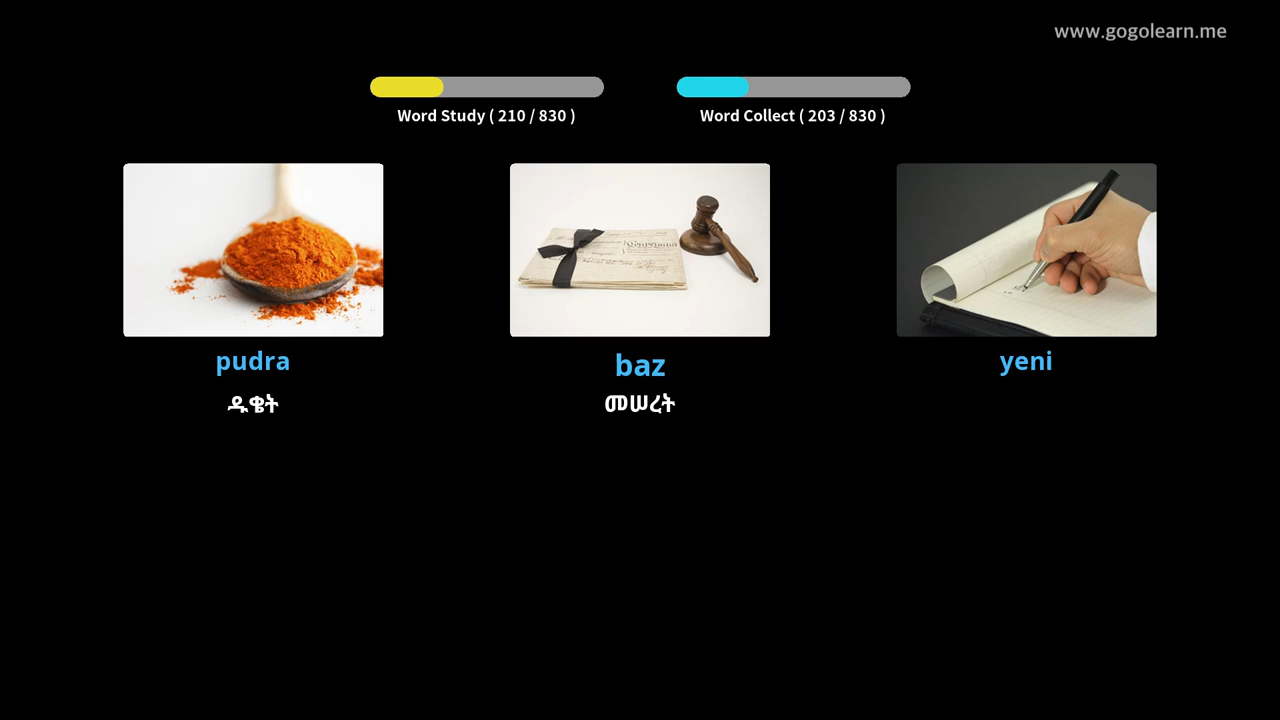 www.gogolearn.me
Word Study ( 210 / 830 )
Word Collect ( 203 / 830 )
pudra
baz
yeni
ዱቄት
መሠረት